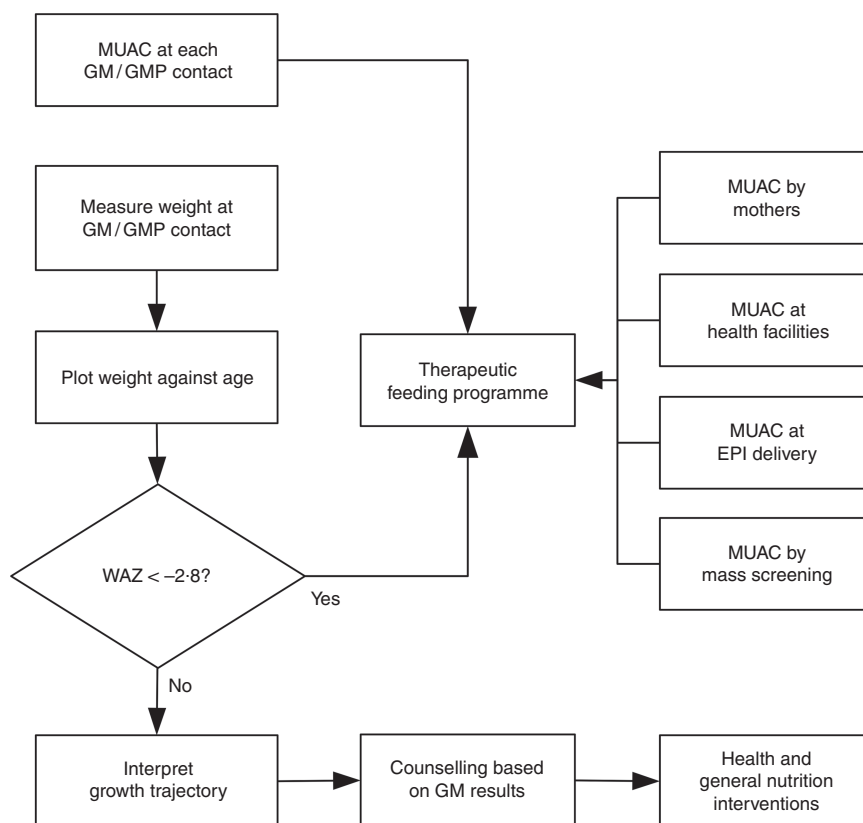 MUAC at each
GM/GMP contact
Measure weight at
GM/GMP contact
Plot weight against age
WAZ < –2·8?
Yes
No
Interpret
growth trajectory
Counselling based
on GM results
Health and
general nutrition
interventions
Therapeutic
feeding programme
MUAC by
mothers
MUAC at
health facilities
MUAC at
EPI delivery
MUAC by
mass screening